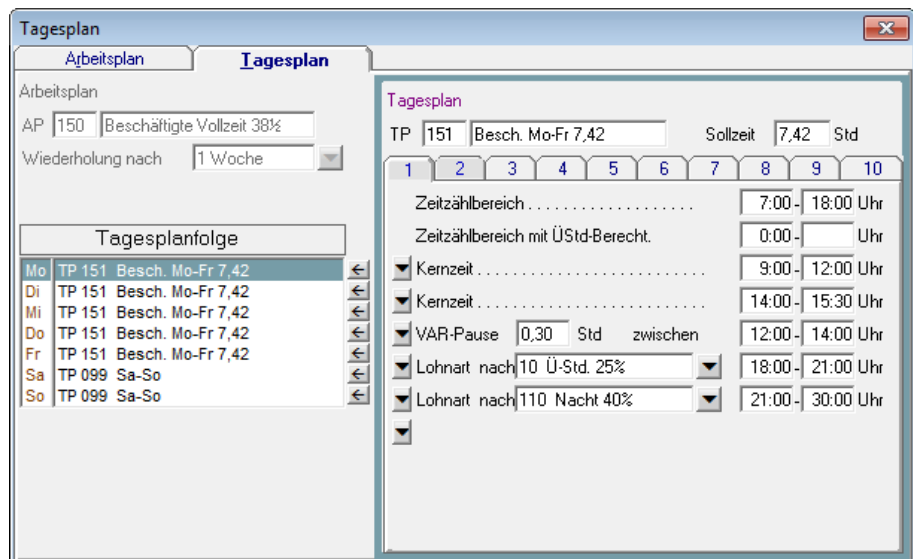 Tagesplan
Arbeitsplan Tagesplan
Arbeitsplan
AP 150 Beschäftigte Vollzeit 38½
Wiederholung nach 1 Woche
Tagesplanfolge
Mo TP 151 Besch. Mo-Fr 7,42
Di TP 151 Besch. Mo-Fr 7,42
Mi TP 151 Besch. Mo-Fr 7,42
Do TP 151 Besch. Mo-Fr 7,42
Fr TP 151 Besch. Mo-Fr 7,42
Sa TP 099 Sa-So
So TP 099 Sa-So
Tagesplan
TP 151 Besch. Mo-Fr 7,42 Sollzeit 7,42 Std
1 2 3 4 5 6 7 8 9 10
Zeitzählbereich . . . . . . . . . . . . . . . . . . . 7:00 - 18:00 Uhr
Zeitzählbereich mit ÜStd-Berecht. 0:00 - Uhr
Kernzeit . . . . . . . . . . . . . . . . . . . . . . . . . 9:00 - 12:00 Uhr
Kernzeit . . . . . . . . . . . . . . . . . . . . . . . . . 14:00 - 15:30 Uhr
VAR-Pause 0,30 Std zwischen 12:00 - 14:00 Uhr
Lohnart nach 10 Ü-Std. 25% 18:00 - 21:00 Uhr
Lohnart nach 110 Nacht 40% 21:00 - 30:00 Uhr